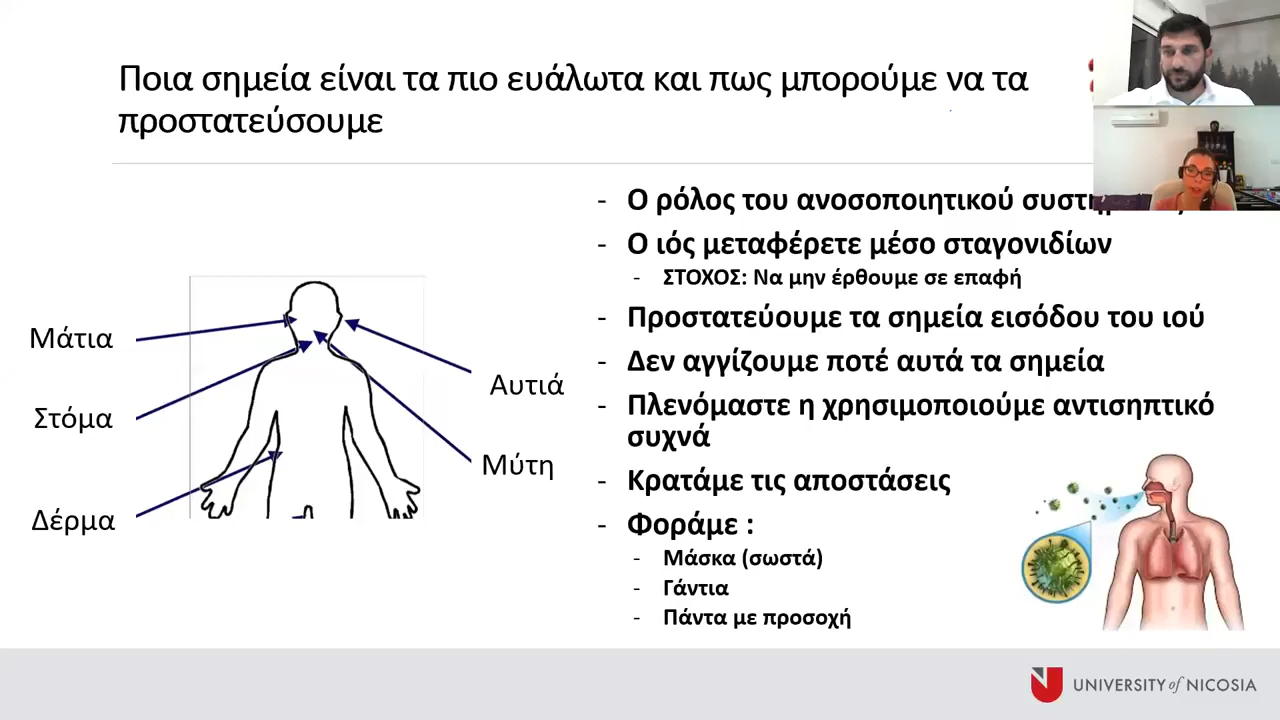 Ποια σημεία είναι τα πιο ευάλωτα και πως μπορούμε να τα
προστατεύσουμε
Μάτια
Στόμα
Δέρμα
Αυτιά
Μύτη
- Ο ρόλος του ανοσοποιητικού
- Ο ιός μεταφέρετε μέσο σταγονιδίων
- ΣΤΟΧΟΣ: Να μην έρθουμε σε επαφή
- Προστατεύουμε τα σημεία εισόδου του ιού
- Δεν αγγίζουμε ποτέ αυτά τα σημεία
- Πλενόμαστε η χρησιμοποιούμε αντισηπτικό
συχνά
- Κρατάμε τις αποστάσεις
- Φοράμε :
- Μάσκα (σωστά)
- Γάντια
- Πάντα με προσοχή
UNIVERSITY of NICOSIA